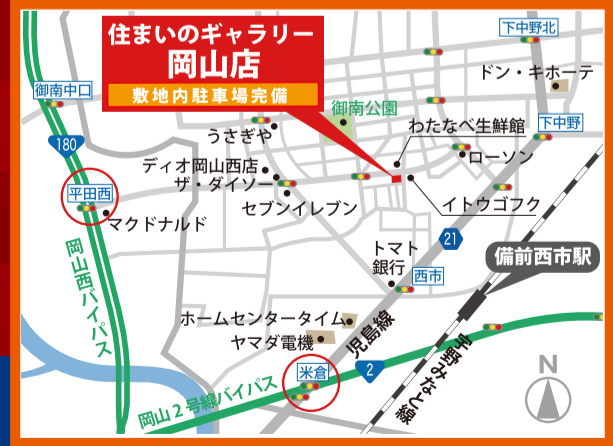 住まいのギャラリー
岡山店
敷地内駐車場完備
下中野北
ドン・キホーテ
御南中口
180
御南公園
うさぎや
わたなべ生鮮館
下中野
ローソン
ディオ岡山西店
ザ・ダイソー
セブンイレブン
イトウゴフク
平田西
マクドナルド
21
トマト
銀行
西市
備前西市駅
岡山西バイパス
ホームセンタータイム
ヤマダ電機
児島線
宇野みなと線
米倉
2
岡山2号線バイパス
N